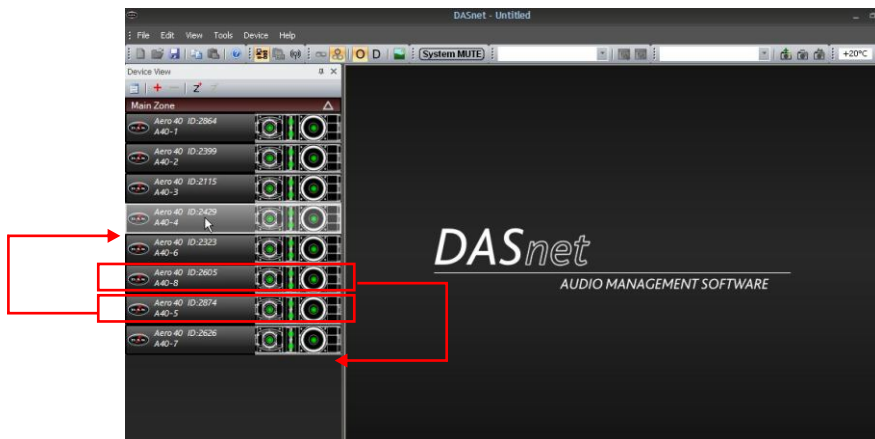 DASnet - Untitled
File Edit View Tools Device Help
O D System MUTE +20°C
Device View
Main Zone
Aero 40 ID:2864
A40-1
Aero 40 ID:2399
A40-2
Aero 40 ID:2115
A40-3
Aero 40 ID:2429
A40-4
Aero 40 ID:2323
A40-6
Aero 40 ID:2605
A40-8
Aero 40 ID:2874
A40-5
Aero 40 ID:2626
A40-7
DASnet
AUDIO MANAGEMENT SOFTWARE